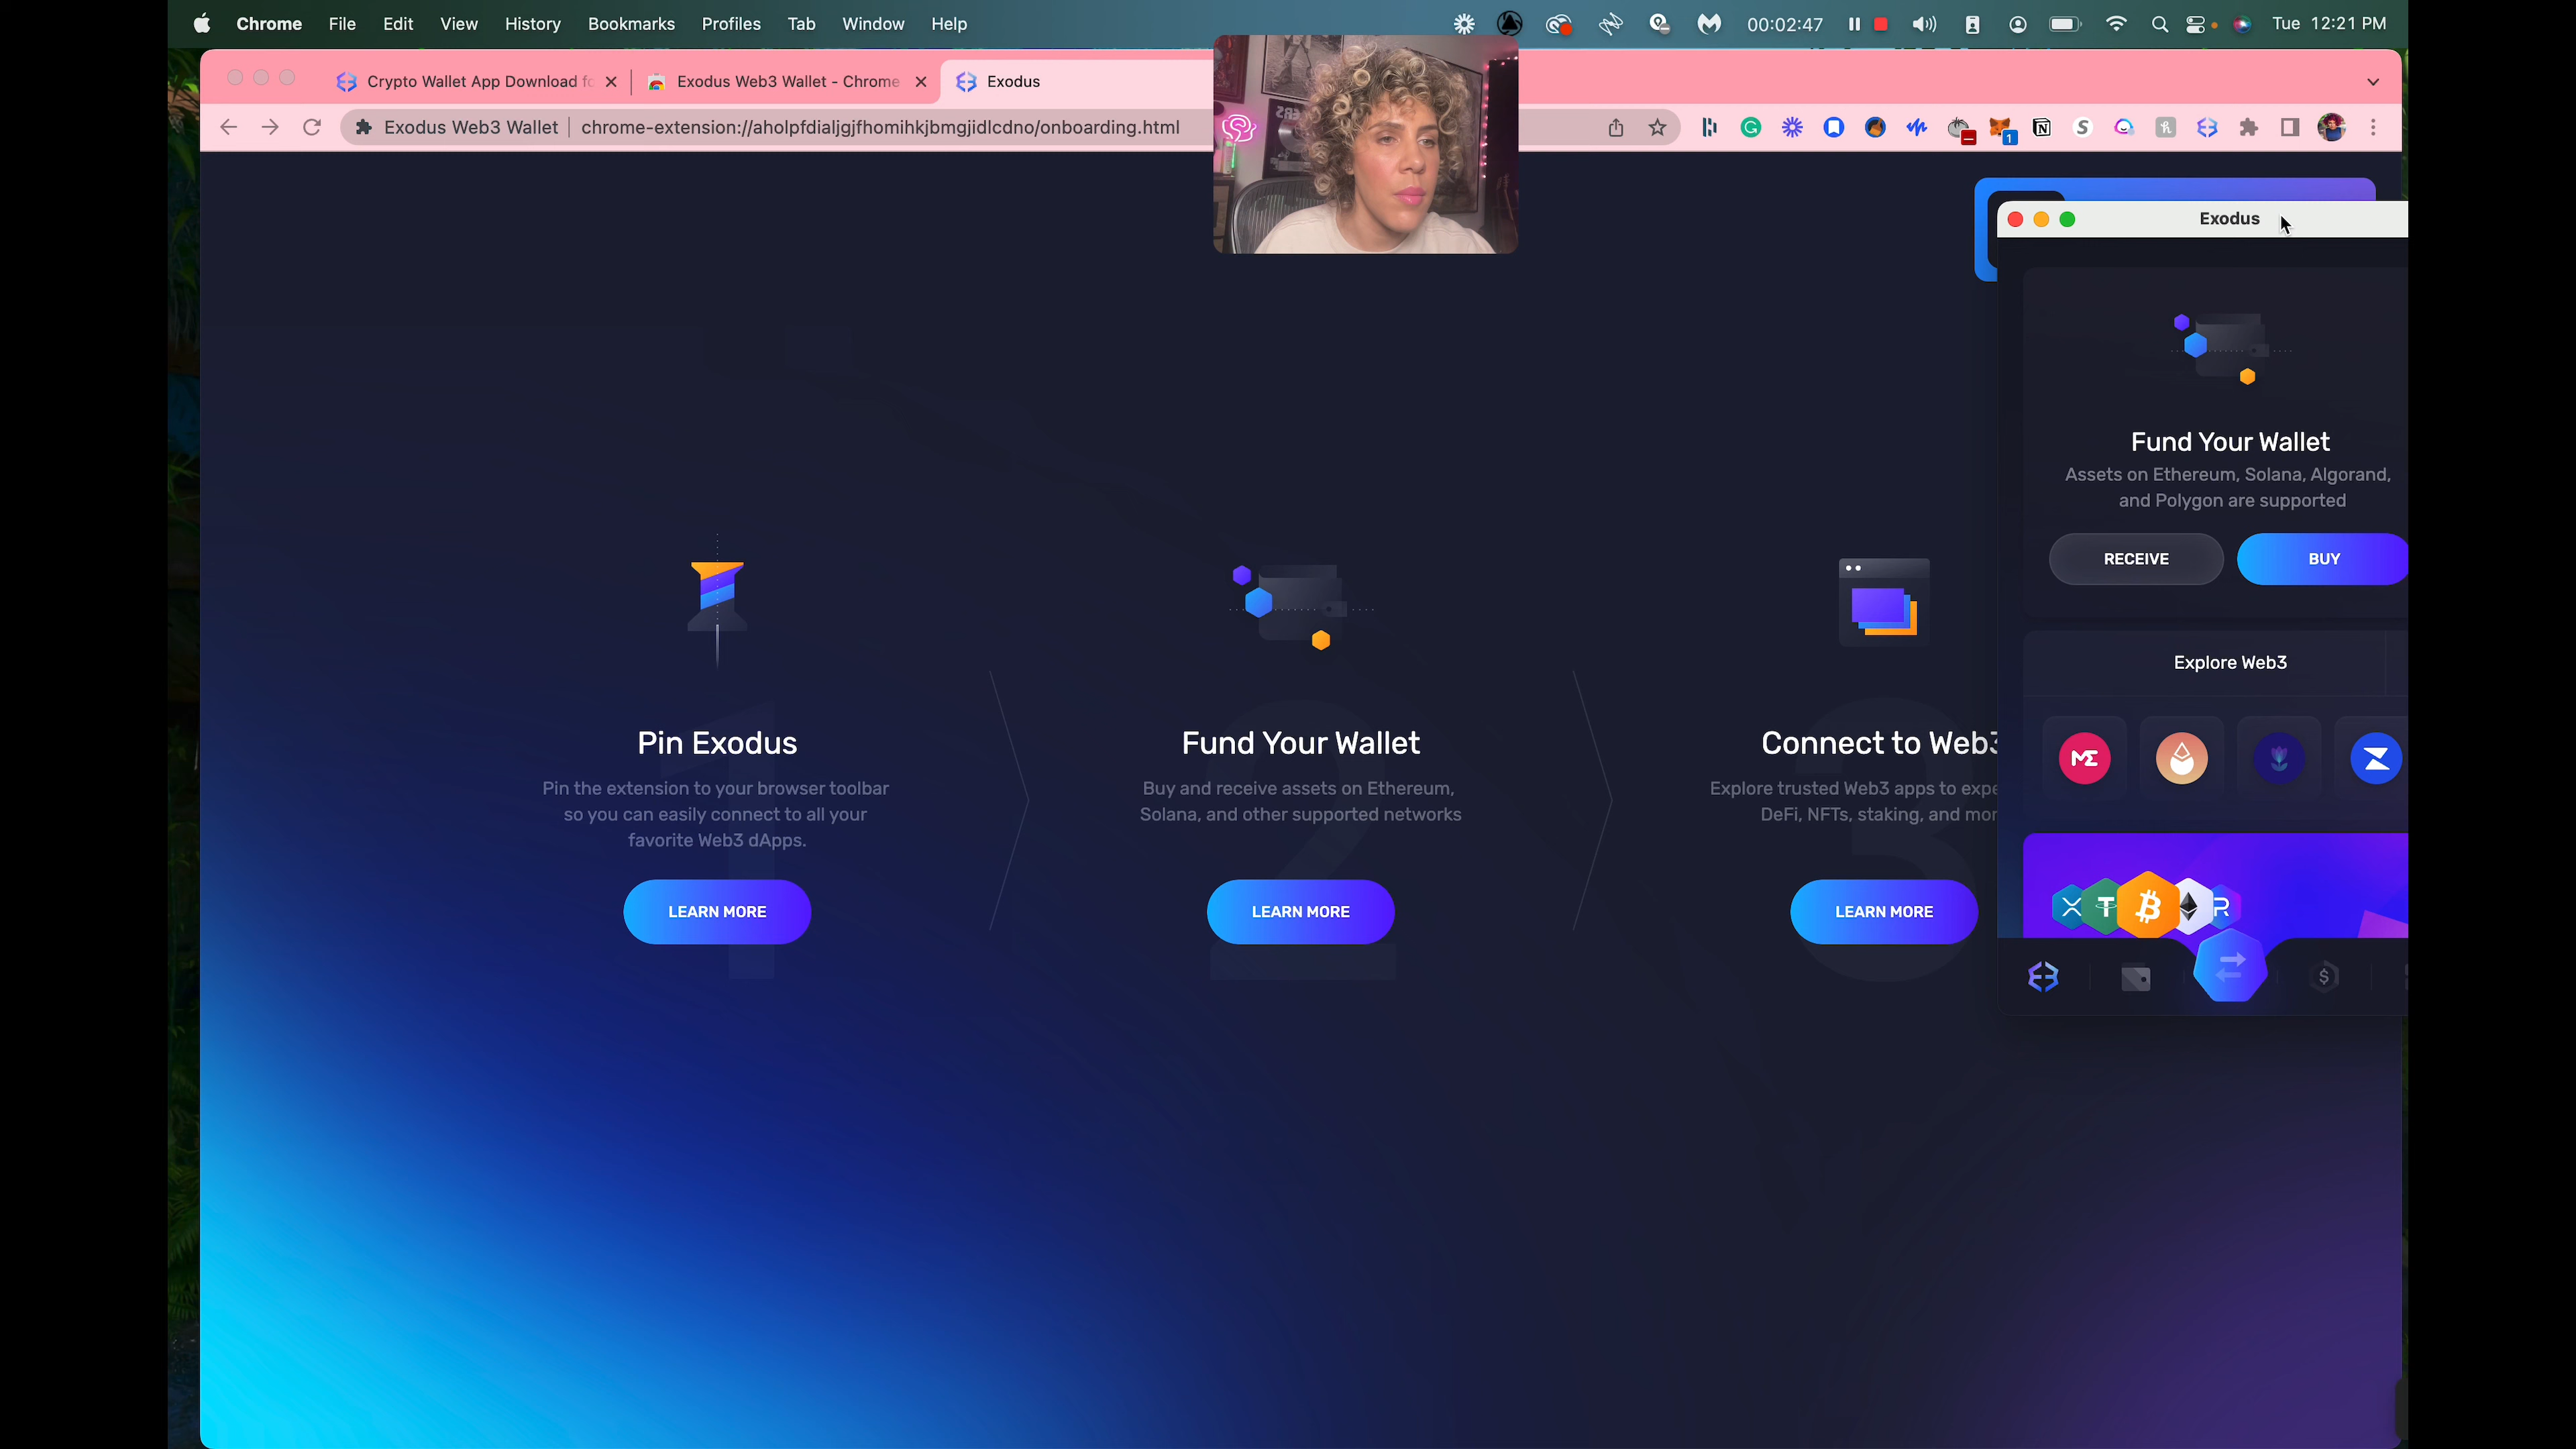 Chrome File Edit View History Bookmarks Profiles Tab Window Help 00:02:47 Tue 12:21 PM
Crypto Wallet App Download fo Exodus Web3 Wallet - Chrome Exodus
Exodus Web3 Wallet chrome-extension://aholpfdialjgjfhomihkjbmgjidlcdno/onboarding.html 1
Exodus
Fund Your Wallet
Assets on Ethereum, Solana, Algorand,
and Polygon are supported
RECEIVE BUY
Explore Web3
Pin Exodus
Pin the extension to your browser toolbar
so you can easily connect to all your
favorite Web3 dApps.
LEARN MORE
1
Fund Your Wallet
Buy and receive assets on Ethereum,
Solana, and other supported networks
LEARN MORE
2
Connect to Web3
Explore trusted Web3 apps to expe
DeFi, NFTs, staking, and mor
LEARN MORE
3